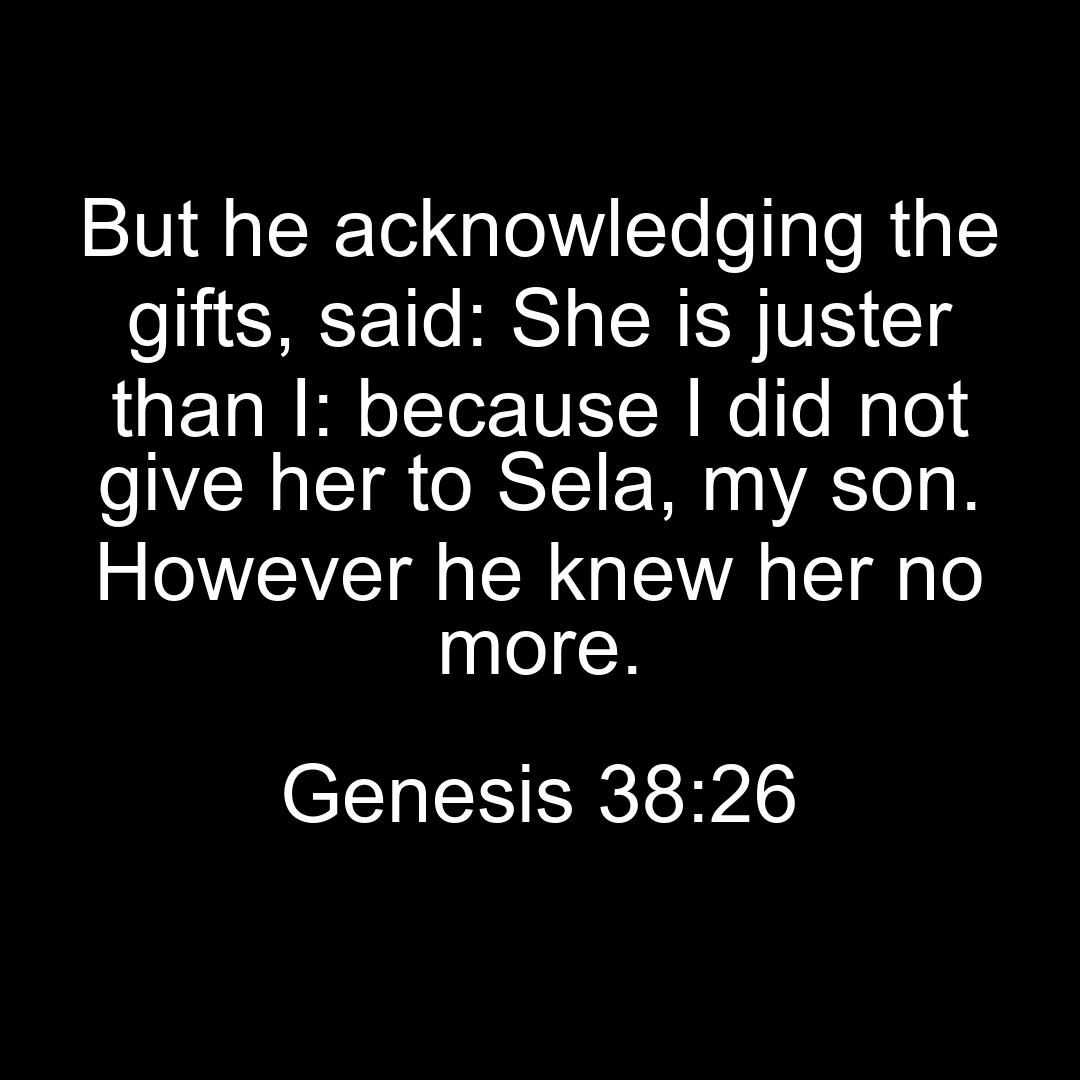 But he acknowledging the
gifts, said: She is juster
than I: because I did not
give her to Sela, my son.
However he knew her no
more.
Genesis 38:26